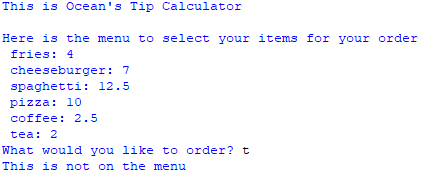 This is Ocean's Tip Calculator
Here is the menu to select your items for your order
fries: 4
cheeseburger: 7
spaghetti: 12.5
pizza: 10
coffee: 2.5
tea: 2
What would you like to order? t
This is not on the menu